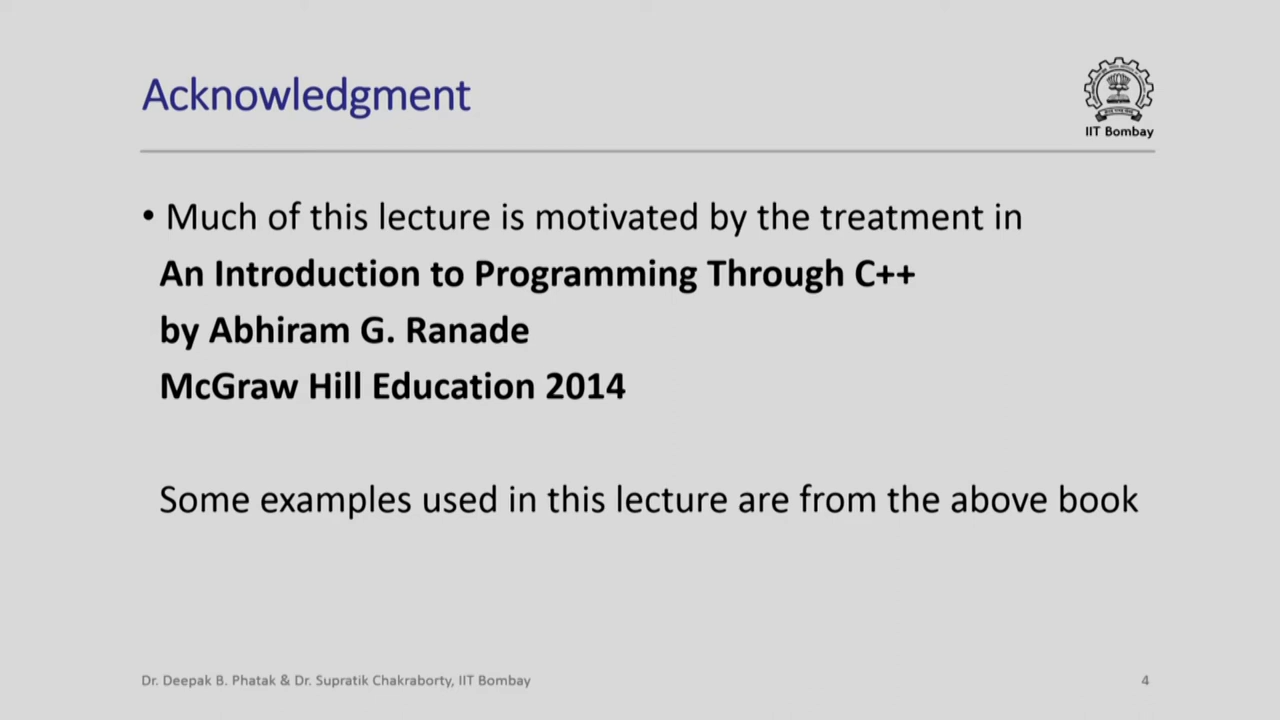 Acknowledgment
IIT Bombay
• Much of this lecture is motivated by the treatment in
An Introduction to Programming Through C++
by Abhiram G. Ranade
McGraw Hill Education 2014
Some examples used in this lecture are from the above book
Dr. Deepak B. Phatak & Dr. Supratik Chakraborty, IIT Bombay
4